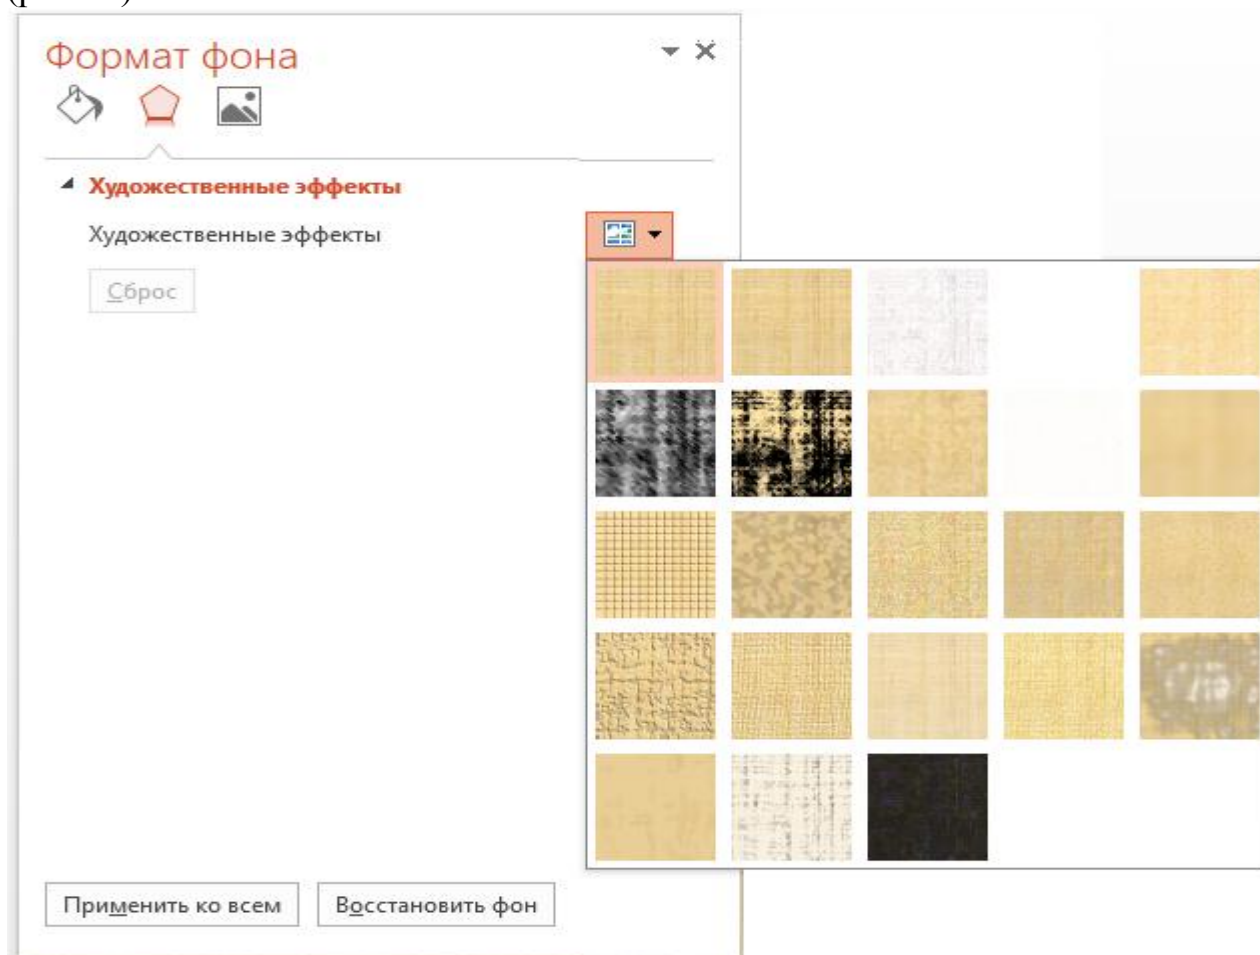 Формат фона
Художественные эффекты
Художественные эффекты
Сброс
Применить ко всем
Восстановить фон